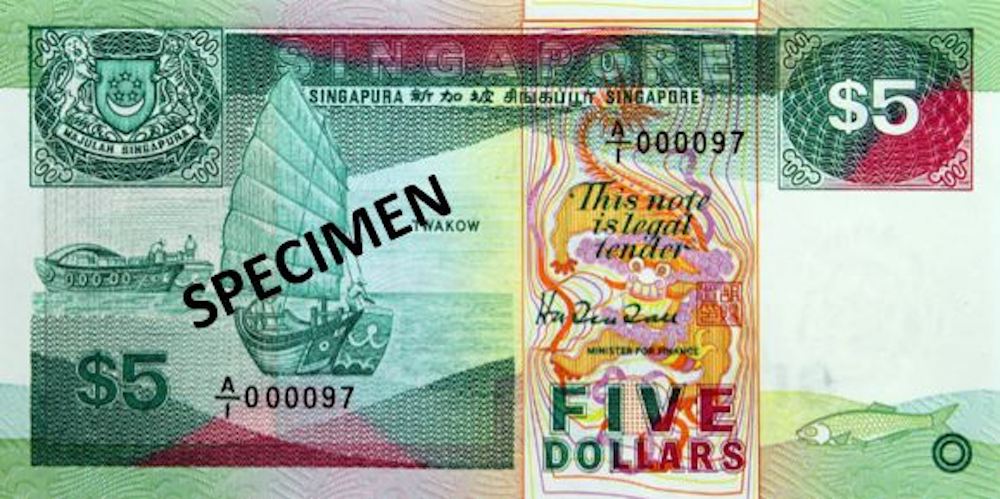 SINGAPORE
SINGAPURA 新加坡 சிங்கப்பூர் SINGAPORE
MAJULAH SINGAPURA
$5
A/1 000097
This note
is legal
tender
TWAKOW
SPECIMEN
MINISTER FOR FINANCE
$5
A/1 000097
FIVE
DOLLARS